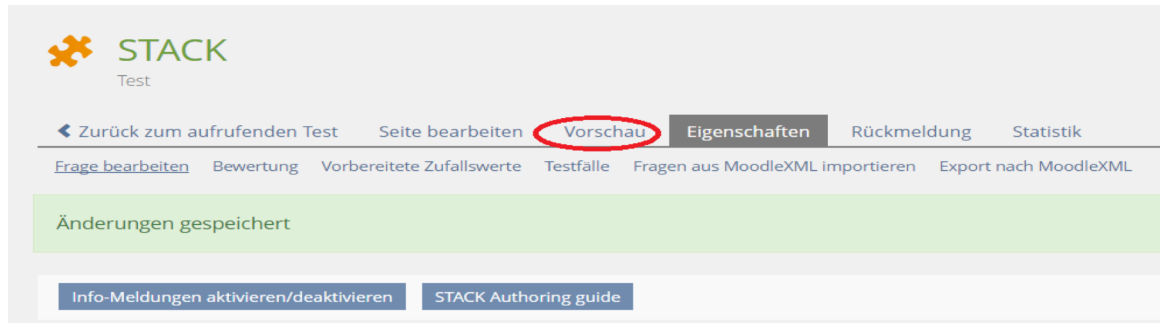 STACK
Test
Zurück zum aufrufenden Test Seite bearbeiten Vorschau Eigenschaften Rückmeldung Statistik
Frage bearbeiten Bewertung Vorbereitete Zufallswerte Testfälle Fragen aus MoodleXML importieren Export nach MoodleXML
Änderungen gespeichert
Info-Meldungen aktivieren/deaktivieren STACK Authoring guide